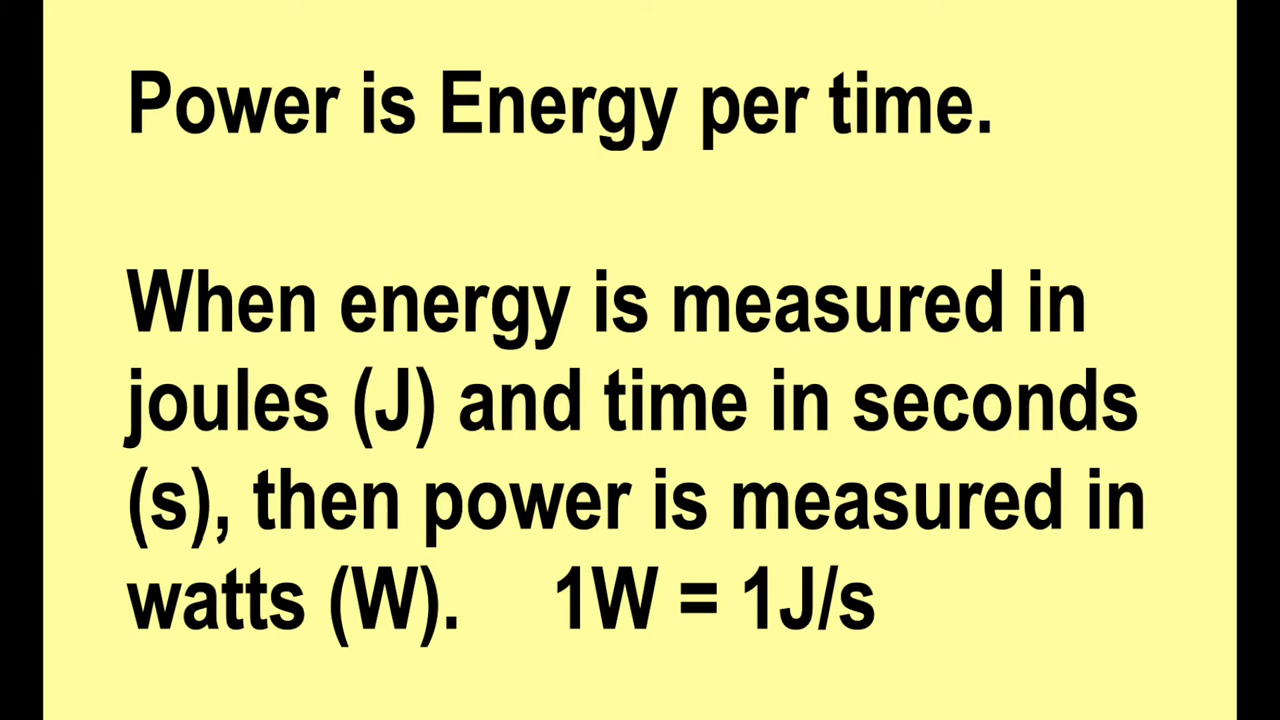 Power is Energy per time.
When energy is measured in
joules (J) and time in seconds
(s), then power is measured in
watts (W). 1W = 1J/s